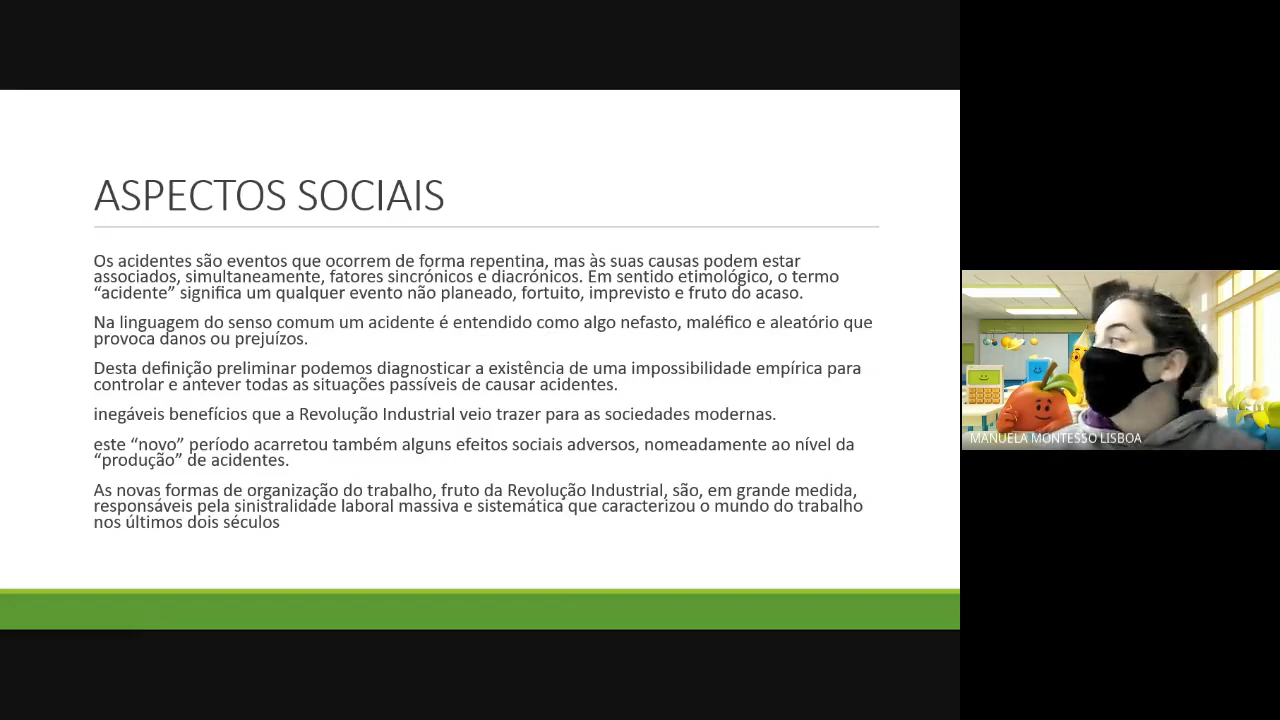 ASPECTOS SOCIAIS
Os acidentes são eventos que ocorrem de forma repentina, mas às suas causas podem estar
associados, simultaneamente, fatores sincrónicos e diacrónicos. Em sentido etimológico, o termo
“acidente” significa um qualquer evento não planeado, fortuito, imprevisto e fruto do acaso.
Na linguagem do senso comum um acidente é entendido como algo nefasto, maléfico e aleatório que
provoca danos ou prejuízos.
Desta definição preliminar podemos diagnosticar a existência de uma impossibilidade empírica para
controlar e antever todas as situações passíveis de causar acidentes.
inegáveis benefícios que a Revolução Industrial veio trazer para as sociedades modernas.
este “novo” período acarretou também alguns efeitos sociais adversos, nomeadamente ao nível da
“produção” de acidentes.
As novas formas de organização do trabalho, fruto da Revolução Industrial, são, em grande medida,
responsáveis pela sinistralidade laboral massiva e sistemática que caracterizou o mundo do trabalho
nos últimos dois séculos
MANUELA MONTESSO LISBOA